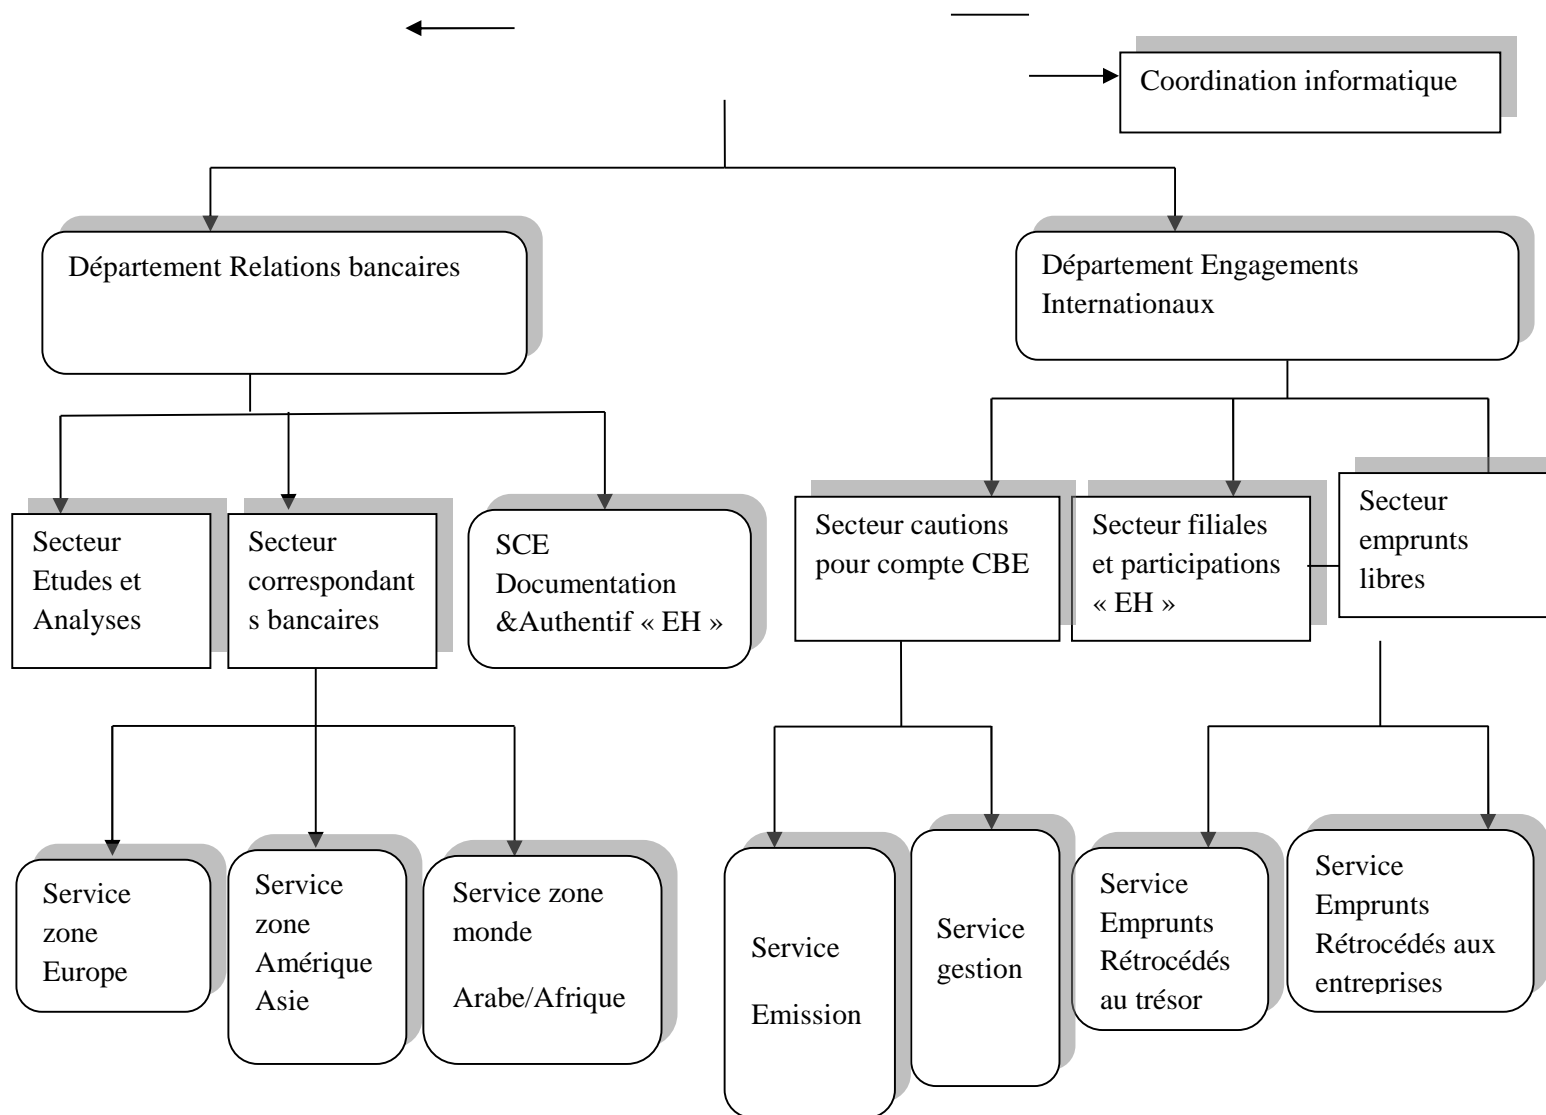 Coordination informatique
Département Relations bancaires
Département Engagements
Internationaux
Secteur
Etudes et
Analyses
Secteur
correspondant
s bancaires
SCE
Documentation
&Authentif « EH »
Secteur cautions
pour compte CBE
Secteur filiales
et participations
« EH »
Secteur
emprunts
libres
Service
zone
Europe
Service
zone
Amérique
Asie
Service zone
monde
Arabe/Afrique
Service
Emission
Service
gestion
Service
Emprunts
Rétrocédés
au trésor
Service
Emprunts
Rétrocédés aux
entreprises